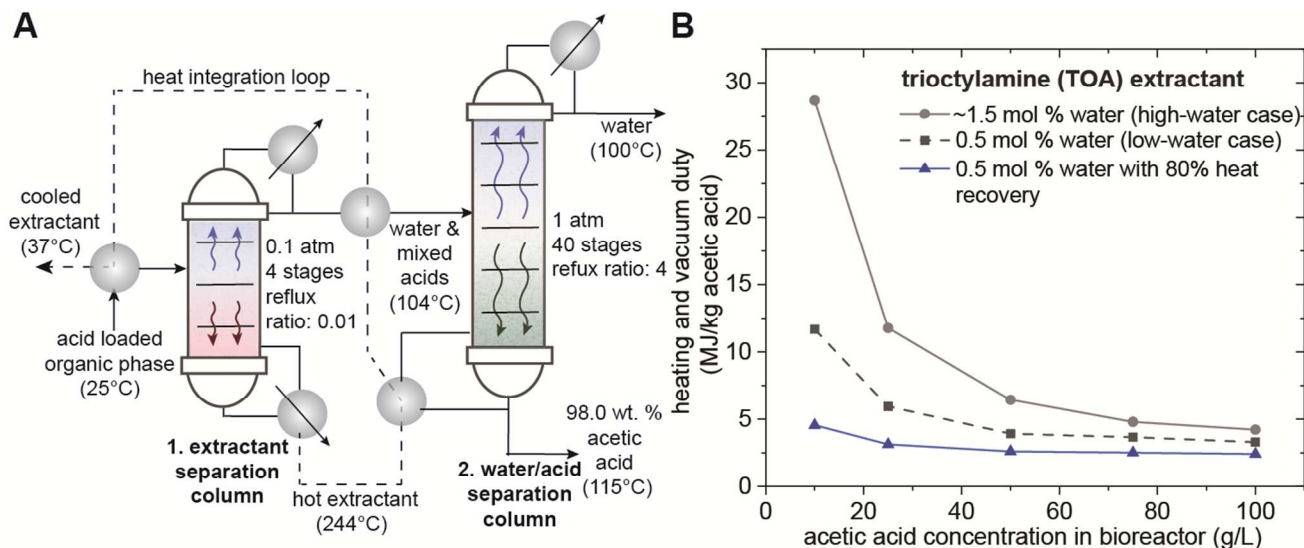 A
heat integration loop
cooled
extractant
(37°C)
acid loaded
organic phase
(25°C)
0.1 atm
4 stages
reflux
ratio: 0.01
1. extractant
separation
column
hot extractant
(244°C)
water &
mixed
acids
(104°C)
water
(100°C)
1 atm
40 stages
refux ratio: 4
98.0 wt. %
acetic
acid
(115°C)
2. water/acid
separation
column
B
heating and vacuum duty
(MJ/kg acetic acid)
30
25
20
15
10
5
0
trioctylamine (TOA) extractant
~1.5 mol % water (high-water case)
0.5 mol % water (low-water case)
0.5 mol % water with 80% heat
recovery
0 20 40 60 80 100
acetic acid concentration in bioreactor (g/L)